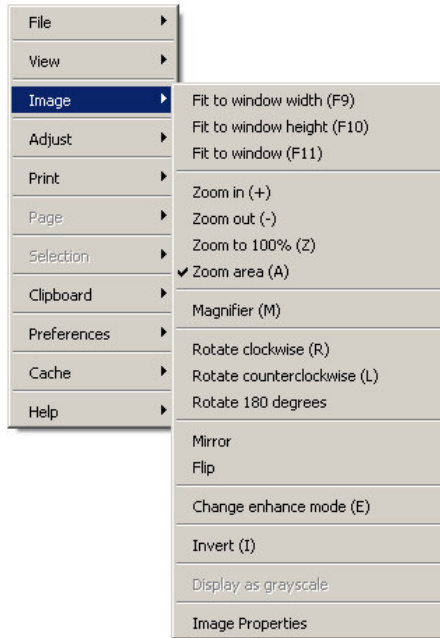 File
View
Image
Adjust
Print
Page
Selection
Clipboard
Preferences
Cache
Help
Fit to window width (F9)
Fit to window height (F10)
Fit to window (F11)
Zoom in (+)
Zoom out (-)
Zoom to 100% (Z)
Zoom area (A)
Magnifier (M)
Rotate clockwise (R)
Rotate counterclockwise (L)
Rotate 180 degrees
Mirror
Flip
Change enhance mode (E)
Invert (I)
Display as grayscale
Image Properties